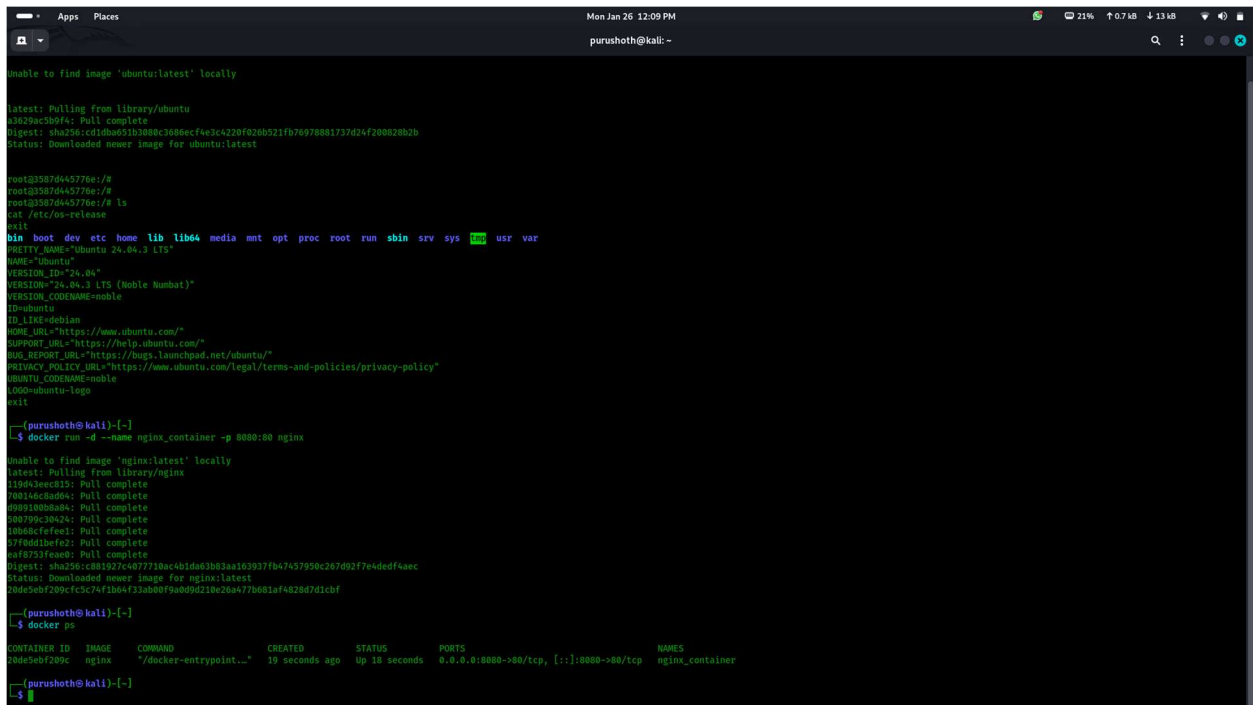 Apps Places
Mon Jan 26 12:09 PM
21% ↑ 0.7 kB ↓ 13 kB
purushoth@kali: ~
Unable to find image 'ubuntu:latest' locally
latest: Pulling from library/ubuntu
a3629ac5b9f4: Pull complete
Digest: sha256:cd1dba651b3080c3686ecf4e3c4220f026b521fb76978881737d24f200828b2b
Status: Downloaded newer image for ubuntu:latest
root@3587d445776e:/#
root@3587d445776e:/#
root@3587d445776e:/# ls
cat /etc/os-release
exit
bin boot dev etc home lib lib64 media mnt opt proc root run sbin srv sys tmp usr var
PRETTY_NAME="Ubuntu 24.04.3 LTS"
NAME="Ubuntu"
VERSION_ID="24.04"
VERSION="24.04.3 LTS (Noble Numbat)"
VERSION_CODENAME=noble
ID=ubuntu
ID_LIKE=debian
HOME_URL="https://www.ubuntu.com/"
SUPPORT_URL="https://help.ubuntu.com/"
BUG_REPORT_URL="https://bugs.launchpad.net/ubuntu/"
PRIVACY_POLICY_URL="https://www.ubuntu.com/legal/terms-and-policies/privacy-policy"
UBUNTU_CODENAME=noble
LOGO=ubuntu-logo
exit
┌──(purushoth㉿kali)-[~]
└─$ docker run -d --name nginx_container -p 8080:80 nginx
Unable to find image 'nginx:latest' locally
latest: Pulling from library/nginx
119d43eec815: Pull complete
700146c8ad64: Pull complete
d989100b8a84: Pull complete
500799c30424: Pull complete
10b68cfefee1: Pull complete
57f0dd1befe2: Pull complete
eaf8753feae0: Pull complete
Digest: sha256:c881927c4077710ac4b1da63b83aa163937fb47457950c267d92f7e4dedf4aec
Status: Downloaded newer image for nginx:latest
20de5ebf209cfc5c74f1b64f33ab00f9a0d9d210e26a477b681af4828d7d1cbf
┌──(purushoth㉿kali)-[~]
└─$ docker ps
CONTAINER ID IMAGE COMMAND CREATED STATUS PORTS NAMES
20de5ebf209c nginx "/docker-entrypoint.…" 19 seconds ago Up 18 seconds 0.0.0.0:8080->80/tcp, [::]:8080->80/tcp nginx_container
┌──(purushoth㉿kali)-[~]
└─$